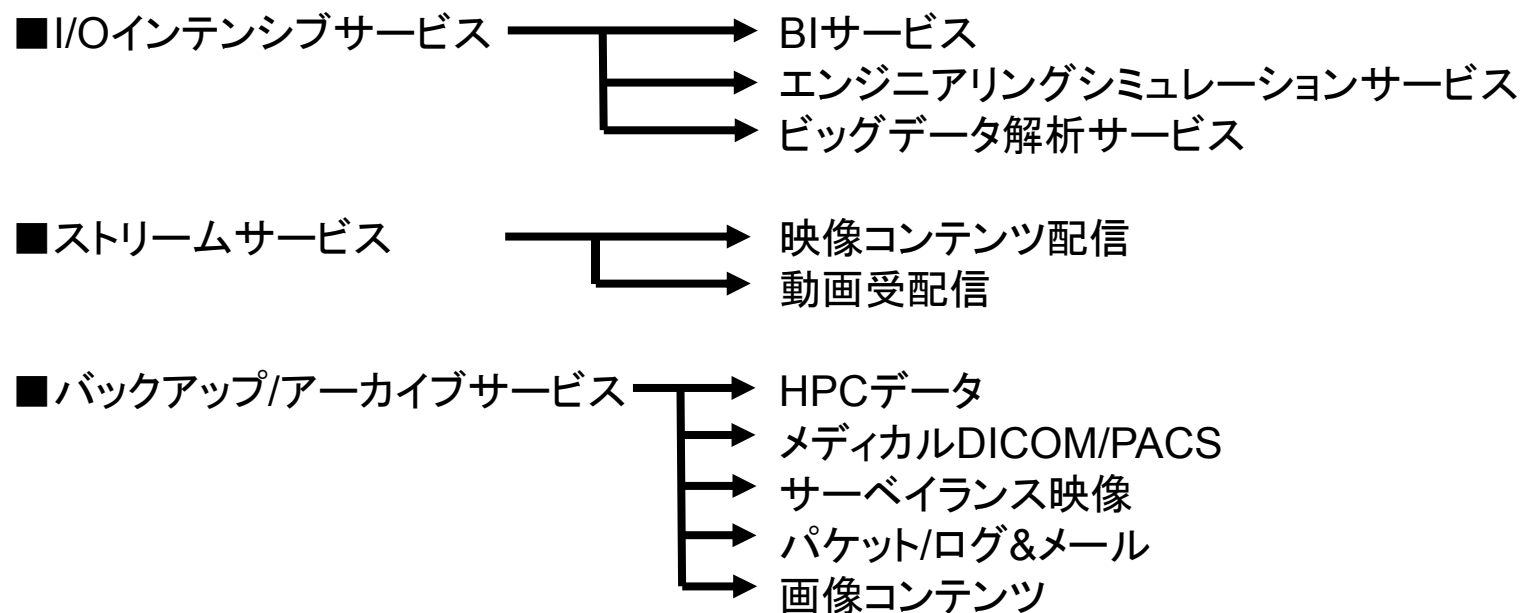 ■I/Oインテンシブサービス BIサービス
エンジニアリングシミュレーションサービス
ビッグデータ解析サービス
■ストリームサービス 映像コンテンツ配信
動画受配信
■バックアップ/アーカイブサービス HPCデータ
メディカルDICOM/PACS
サーベイランス映像
パケット/ログ&メール
画像コンテンツ